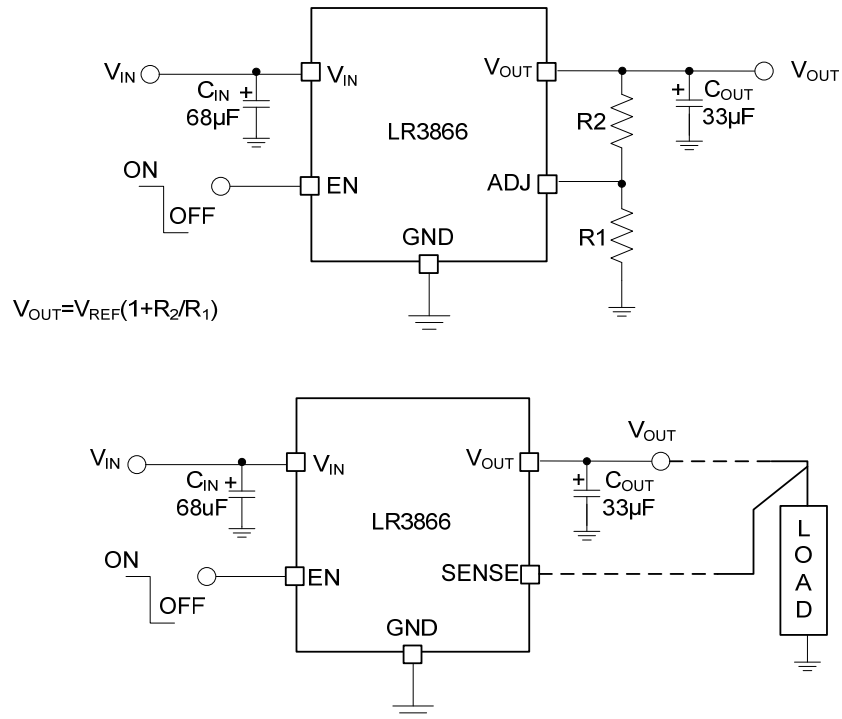 V_IN
C_IN +
68µF
V_IN
V_OUT
V_OUT
+ C_OUT
33µF
R2
LR3866
ON
OFF
EN
ADJ
R1
GND
V_OUT=V_REF(1+R_2/R_1)
V_IN
C_IN +
68uF
V_IN
V_OUT
V_OUT
+ C_OUT
33µF
LR3866
L
O
A
D
ON
OFF
EN
SENSE
GND